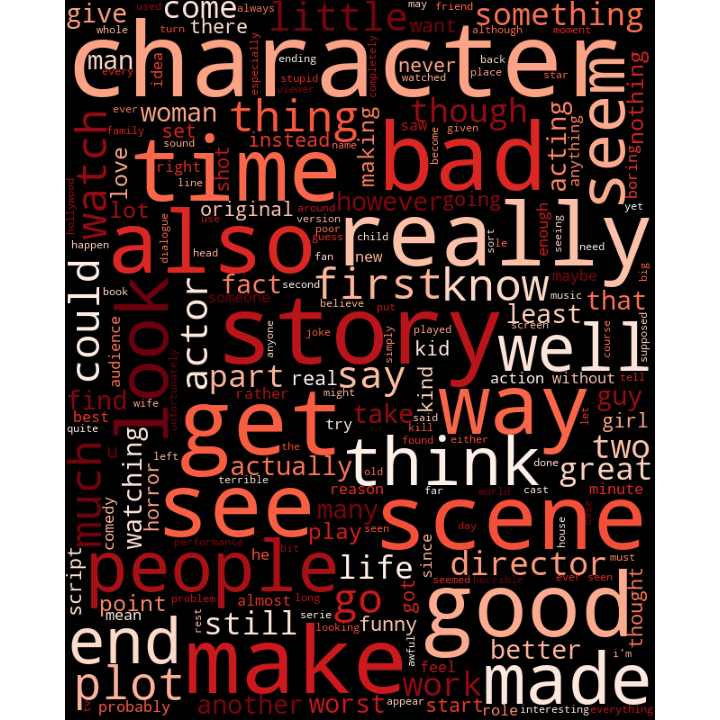 give
come
always
used
little
may
friend
something
whole
turn
there
want
although
moment
character
man
every
idea
especially
ending
stupid
viewer
completely
never
watched
back
place
star
seem
nothing
ever
woman
thing
though
acting
anything
boring
family
set
instead
making
saw
given
become
bad
watch
love
sound
right
shot
name
time
line
hollywood
lot
original
however
going
enough
yet
use
around
version
poor
guess
child
really
sort
seeing
need
happen
also
dialogue
head
fan
new
le
big
could
book
look
actor
fact
second
first
know
maybe
music
that
someone
believe
put
least
audience
story
joke
anyone
simply
played
screen
well
course
supposed
kid
unfortunately
part
real
say
kind
action
without
tell
find
wife
rather
might
take
said
kill
way
let
guy
best
quite
get
try
girl
much
u
watching
left
the
actually
think
found
either
two
horror
terrible
old
done
great
comedy
see
reason
far
world
cast
minute
many
scene
play
seen
day
house
performance
script
people
he
bit
life
since
director
must
seemed
horrible
ever seen
point
problem
almost
long
go
got
good
thought
mean
rest
still
serie
looking
funny
end
make
awful
better
i'm
feel
plot
work
made
tv
probably
another
worst
appear
start
role
interesting
everything